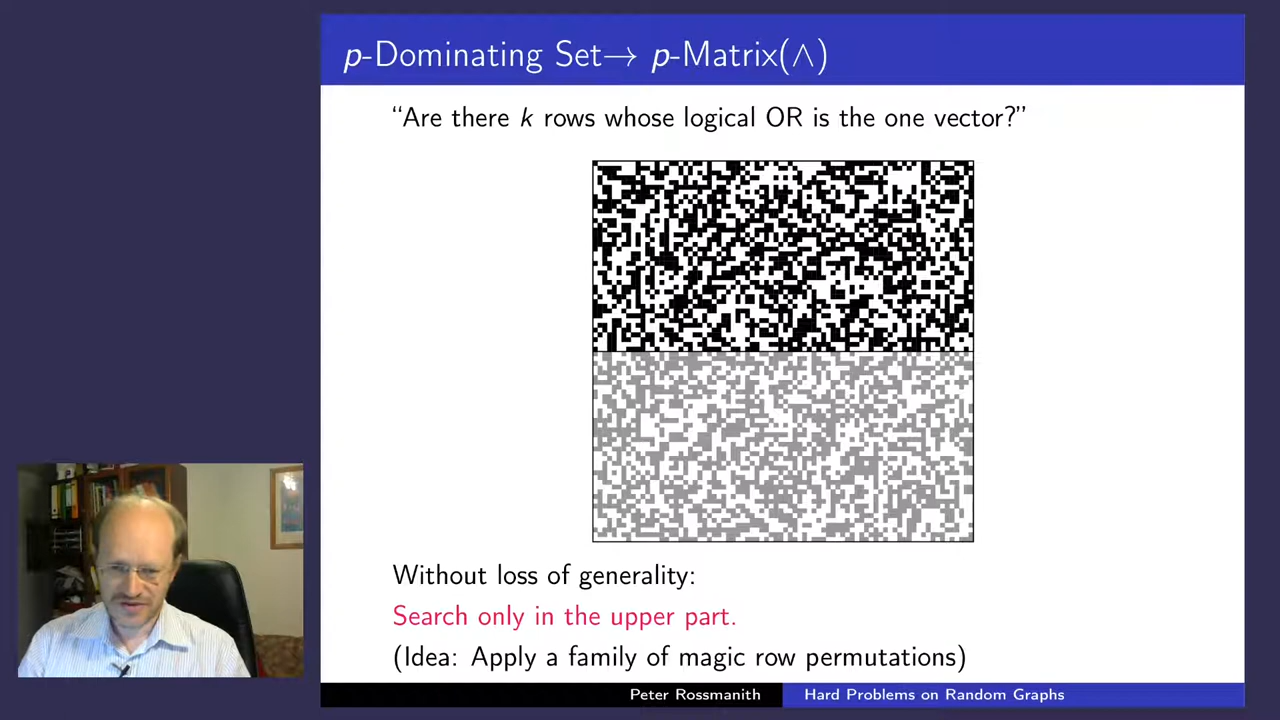 p-Dominating Set→ p-Matrix(∧)
“Are there k rows whose logical OR is the one vector?”
Without loss of generality:
Search only in the upper part.
(Idea: Apply a family of magic row permutations)
Peter Rossmanith
Hard Problems on Random Graphs